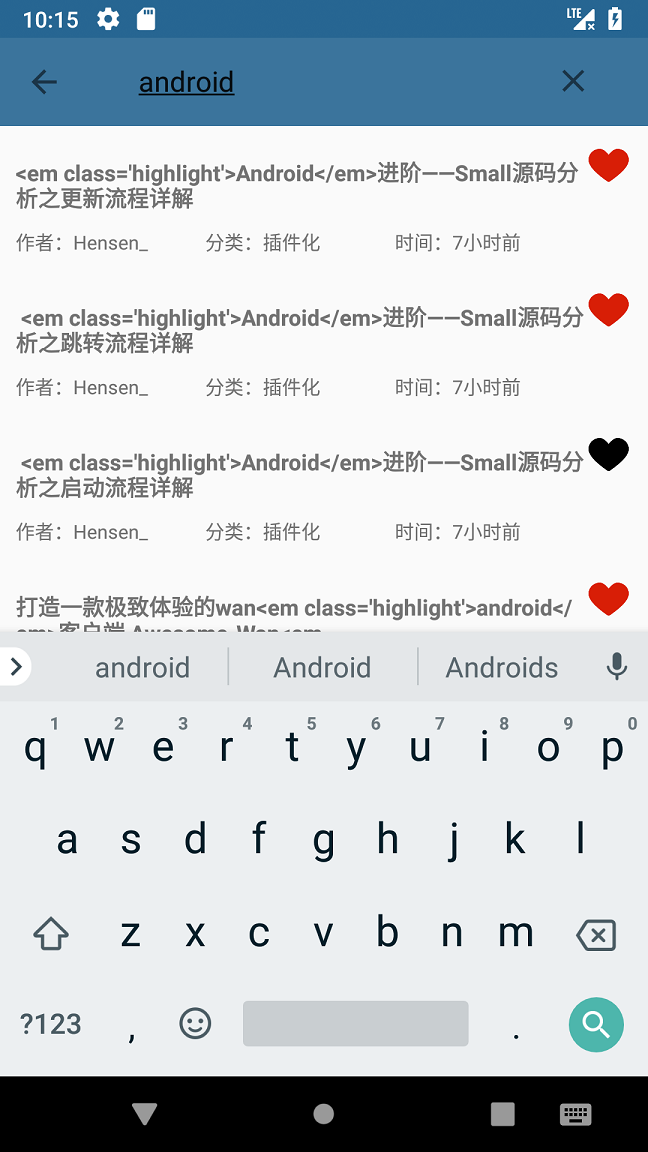 10:15 LTE
android
<em class='highlight'>Android</em>进阶——Small源码分
析之更新流程详解
作者：Hensen_ 分类：插件化 时间：7小时前
<em class='highlight'>Android</em>进阶——Small源码分
析之跳转流程详解
作者：Hensen_ 分类：插件化 时间：7小时前
<em class='highlight'>Android</em>进阶——Small源码分
析之启动流程详解
作者：Hensen_ 分类：插件化 时间：7小时前
打造一款极致体验的wan<em class='highlight'>android</
em>客户端 Awesome-Wan<em
android Android Androids
1 2 3 4 5 6 7 8 9 0
q w e r t y u i o p
a s d f g h j k l
z x c v b n m
?123 , .